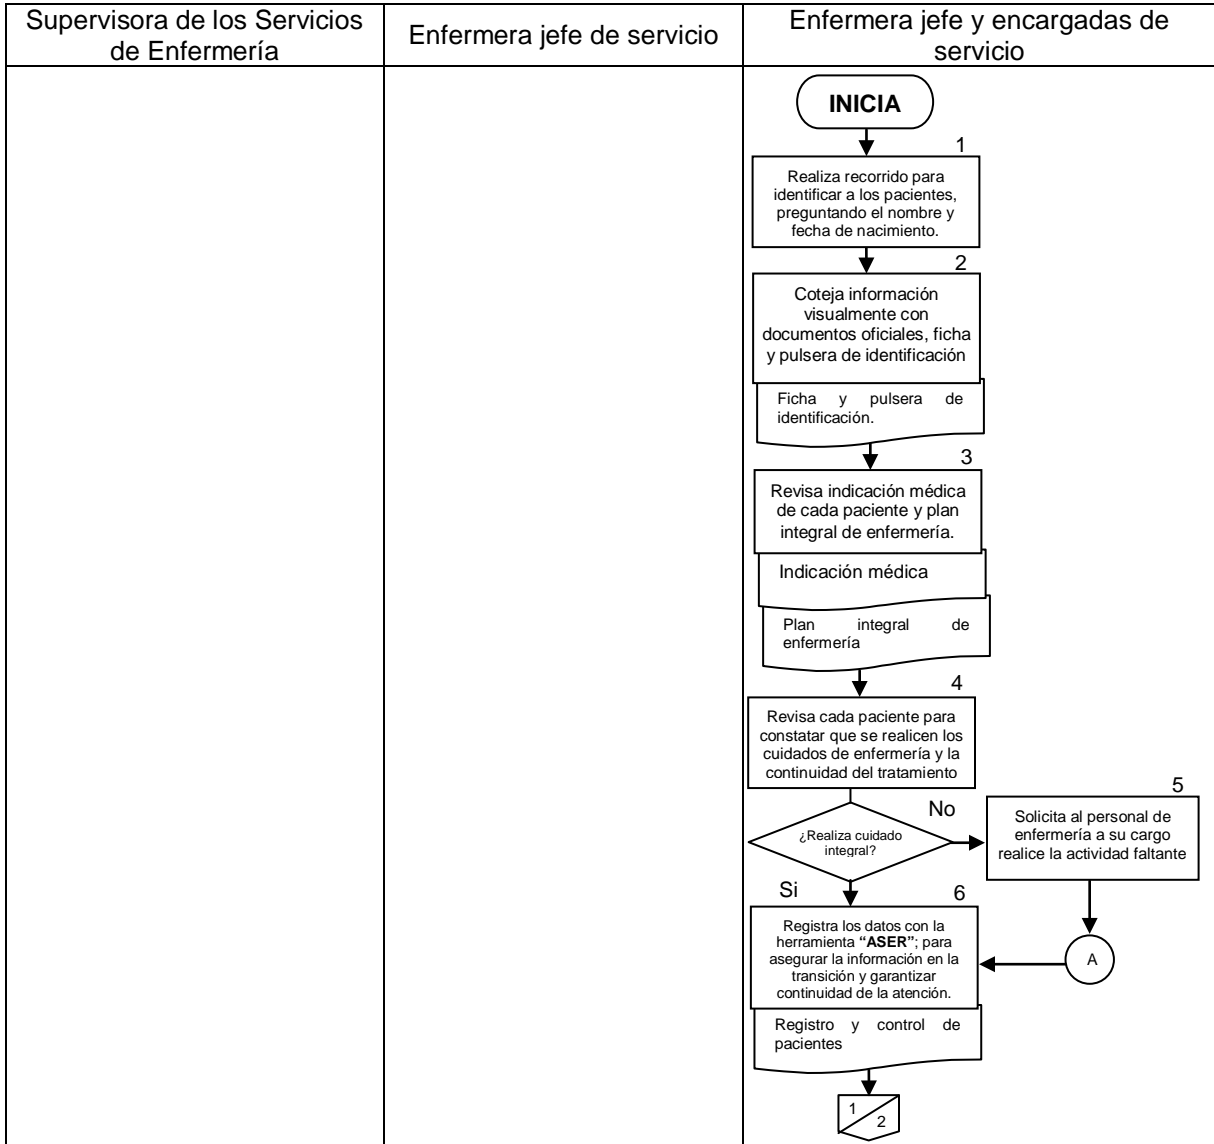 Supervisora de los Servicios
de Enfermería
Enfermera jefe de servicio
Enfermera jefe y encargadas de
servicio
INICIA
1
Realiza recorrido para
identificar a los pacientes,
preguntando el nombre y
fecha de nacimiento.
2
Coteja información
visualmente con
documentos oficiales, ficha
y pulsera de identificación
Ficha y pulsera de
identificación.
3
Revisa indicación médica
de cada paciente y plan
integral de enfermería.
Indicación médica
Plan integral de
enfermería
4
Revisa cada paciente para
constatar que se realicen los
cuidados de enfermería y la
continuidad del tratamiento
¿Realiza cuidado
integral?
No
5
Solicita al personal de
enfermería a su cargo
realice la actividad faltante
A
Si
6
Registra los datos con la
herramienta “ASER”; para
asegurar la información en la
transición y garantizar
continuidad de la atención.
Registro y control de
pacientes
1
2